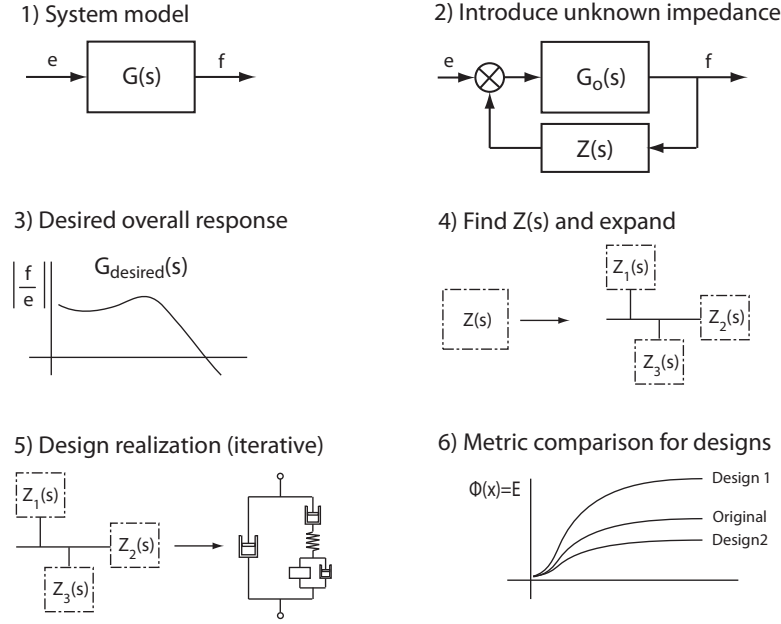 1) System model
e
G(s)
f
2) Introduce unknown impedance
e
G_o(s)
f
Z(s)
3) Desired overall response
|f/e|
G_desired(s)
4) Find Z(s) and expand
Z(s)
Z_1(s)
Z_2(s)
Z_3(s)
5) Design realization (iterative)
Z_1(s)
Z_2(s)
Z_3(s)
6) Metric comparison for designs
Φ(x)=E
Design 1
Original
Design2